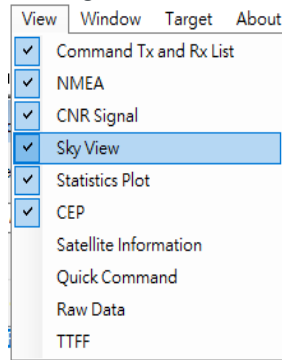 View Window Target About
Command Tx and Rx List
NMEA
CNR Signal
Sky View
Statistics Plot
CEP
Satellite Information
Quick Command
Raw Data
TTFF